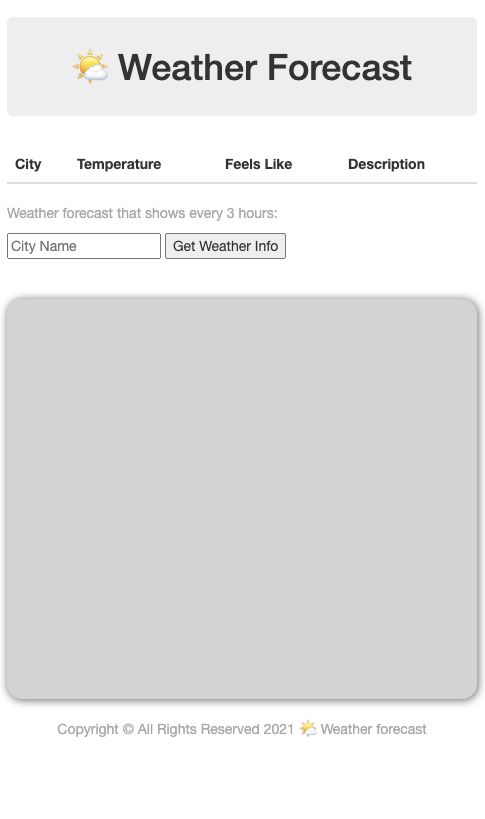 🌤️ Weather Forecast
City Temperature Feels Like Description
Weather forecast that shows every 3 hours:
City Name Get Weather Info
Copyright © All Rights Reserved 2021 🌤️ Weather forecast